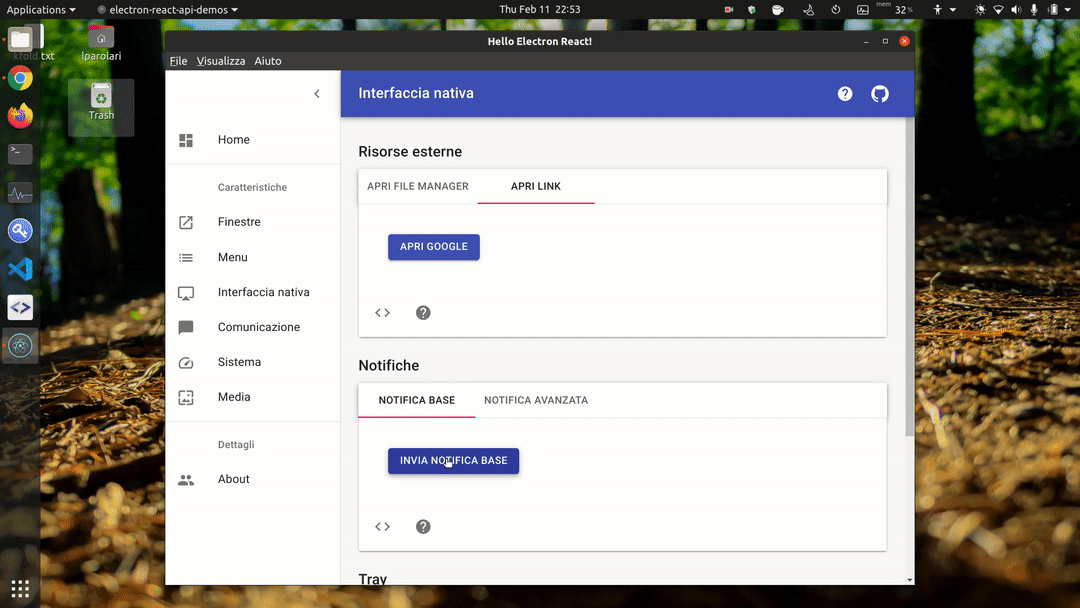 Applications
electron-react-api-demos
Thu Feb 11 22:53
mem
32%
kfold.txt
lparolari
Trash
Hello Electron React!
File Visualizza Aiuto
Interfaccia nativa
Home
Caratteristiche
Finestre
Menu
Interfaccia nativa
Comunicazione
Sistema
Media
Dettagli
About
Risorse esterne
APRI FILE MANAGER APRI LINK
APRI GOOGLE
Notifiche
NOTIFICA BASE NOTIFICA AVANZATA
INVIA NOTIFICA BASE
Tray